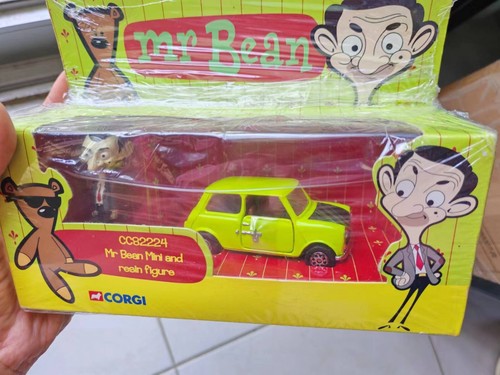 mr Bean
CC82224
Mr Bean Mini and
resin figure
CORGI